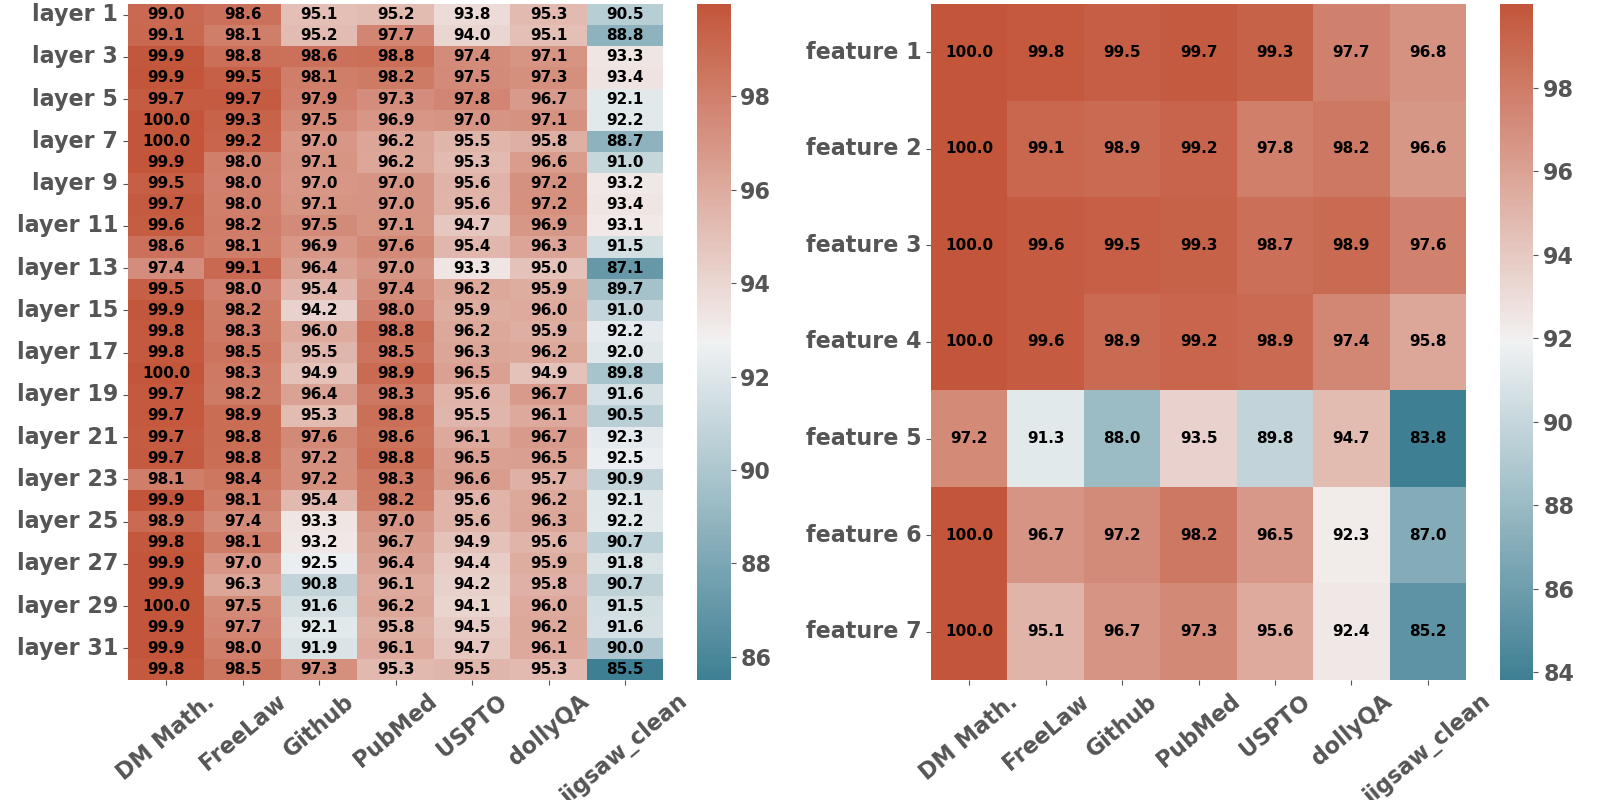 layer 1 99.0 98.6 95.1 95.2 93.8 95.3 90.5
99.1 98.1 95.2 97.7 94.0 95.1 88.8
layer 3 99.9 98.8 98.6 98.8 97.4 97.1 93.3
99.9 99.5 98.1 98.2 97.5 97.3 93.4
layer 5 99.7 99.7 97.9 97.3 97.8 96.7 92.1
100.0 99.3 97.5 96.9 97.0 97.1 92.2
layer 7 100.0 99.2 97.0 96.2 95.5 95.8 88.7
99.9 98.0 97.1 96.2 95.3 96.6 91.0
layer 9 99.5 98.0 97.0 97.0 95.6 97.2 93.2
99.7 98.0 97.1 97.0 95.6 97.2 93.4
layer 11 99.6 98.2 97.5 97.1 94.7 96.9 93.1
98.6 98.1 96.9 97.6 95.4 96.3 91.5
layer 13 97.4 99.1 96.4 97.0 93.3 95.0 87.1
99.5 98.0 95.4 97.4 96.2 95.9 89.7
layer 15 99.9 98.2 94.2 98.0 95.9 96.0 91.0
99.8 98.3 96.0 98.8 96.2 95.9 92.2
layer 17 99.8 98.5 95.5 98.5 96.3 96.2 92.0
100.0 98.3 94.9 98.9 96.5 94.9 89.8
layer 19 99.7 98.2 96.4 98.3 95.6 96.7 91.6
99.7 98.9 95.3 98.8 95.5 96.1 90.5
layer 21 99.7 98.8 97.6 98.6 96.1 96.7 92.3
99.7 98.8 97.2 98.8 96.5 96.5 92.5
layer 23 98.1 98.4 97.2 98.3 96.6 95.7 90.9
99.9 98.1 95.4 98.2 95.6 96.2 92.1
layer 25 98.9 97.4 93.3 97.0 95.6 96.3 92.2
99.8 98.1 93.2 96.7 94.9 95.6 90.7
layer 27 99.9 97.0 92.5 96.4 94.4 95.9 91.8
99.9 96.3 90.8 96.1 94.2 95.8 90.7
layer 29 100.0 97.5 91.6 96.2 94.1 96.0 91.5
99.9 97.7 92.1 95.8 94.5 96.2 91.6
layer 31 99.9 98.0 91.9 96.1 94.7 96.1 90.0
99.8 98.5 97.3 95.3 95.5 95.3 85.5
DM Math. FreeLaw Github PubMed USPTO dollyQA jigsaw_clean
98
96
94
92
90
88
86
feature 1 100.0 99.8 99.5 99.7 99.3 97.7 96.8
feature 2 100.0 99.1 98.9 99.2 97.8 98.2 96.6
feature 3 100.0 99.6 99.5 99.3 98.7 98.9 97.6
feature 4 100.0 99.6 98.9 99.2 98.9 97.4 95.8
feature 5 97.2 91.3 88.0 93.5 89.8 94.7 83.8
feature 6 100.0 96.7 97.2 98.2 96.5 92.3 87.0
feature 7 100.0 95.1 96.7 97.3 95.6 92.4 85.2
DM Math. FreeLaw Github PubMed USPTO dollyQA jigsaw_clean
98
96
94
92
90
88
86
84